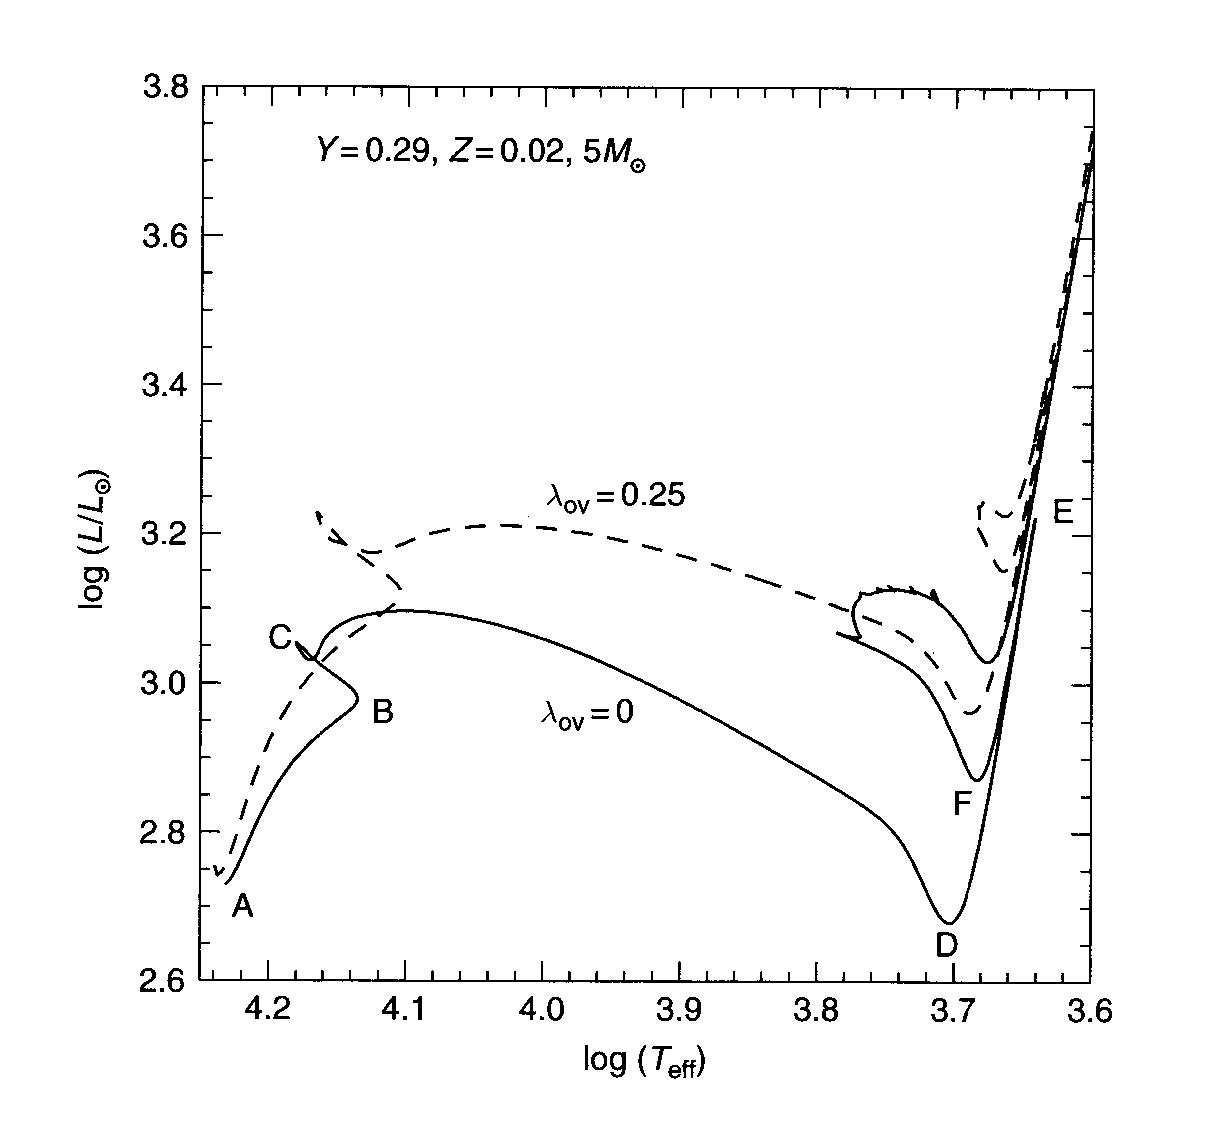 3.8
Y=0.29, Z=0.02, 5M⊙
3.6
3.4
λov=0.25
E
3.2
log (L/L⊙)
C
3.0
B
λov=0
F
2.8
A
D
2.6
4.2 4.1 4.0 3.9 3.8 3.7 3.6
log (Teff)